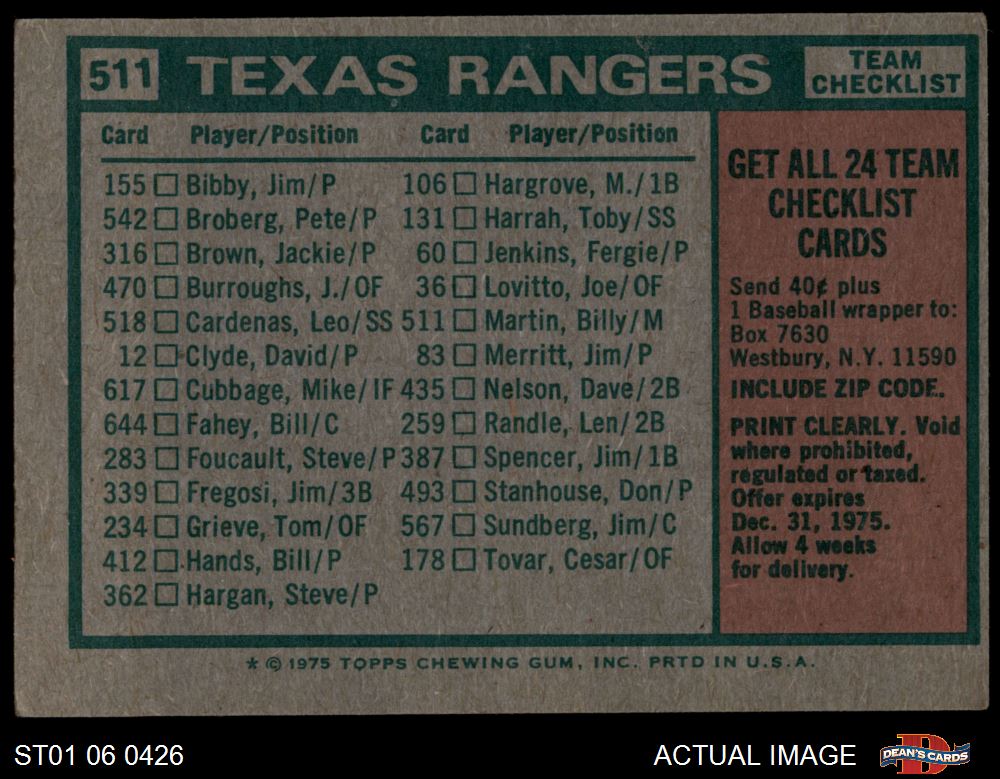 511 TEXAS RANGERS TEAM CHECKLIST
Card Player/Position Card Player/Position
155 Bibby, Jim/P 106 Hargrove, M./1B
542 Broberg, Pete/P 131 Harrah, Toby/SS
316 Brown, Jackie/P 60 Jenkins, Fergie/P
470 Burroughs, J./OF 36 Lovitto, Joe/OF
518 Cardenas, Leo/SS 511 Martin, Billy/M
12 Clyde, David/P 83 Merritt, Jim/P
617 Cubbage, Mike/IF 435 Nelson, Dave/2B
644 Fahey, Bill/C 259 Randle, Len/2B
283 Foucault, Steve/P 387 Spencer, Jim/1B
339 Fregosi, Jim/3B 493 Stanhouse, Don/P
234 Grieve, Tom/OF 567 Sundberg, Jim/C
412 Hands, Bill/P 178 Tovar, Cesar/OF
362 Hargan, Steve/P
GET ALL 24 TEAM
CHECKLIST
CARDS
Send 40¢ plus
1 Baseball wrapper to:
Box 7630
Westbury, N.Y. 11590
INCLUDE ZIP CODE.
PRINT CLEARLY. Void
where prohibited,
regulated or taxed.
Offer expires
Dec. 31, 1975.
Allow 4 weeks
for delivery.
* © 1975 TOPPS CHEWING GUM, INC. PRTD IN U.S.A.
ST01 06 0426 ACTUAL IMAGE DEAN'S CARDS